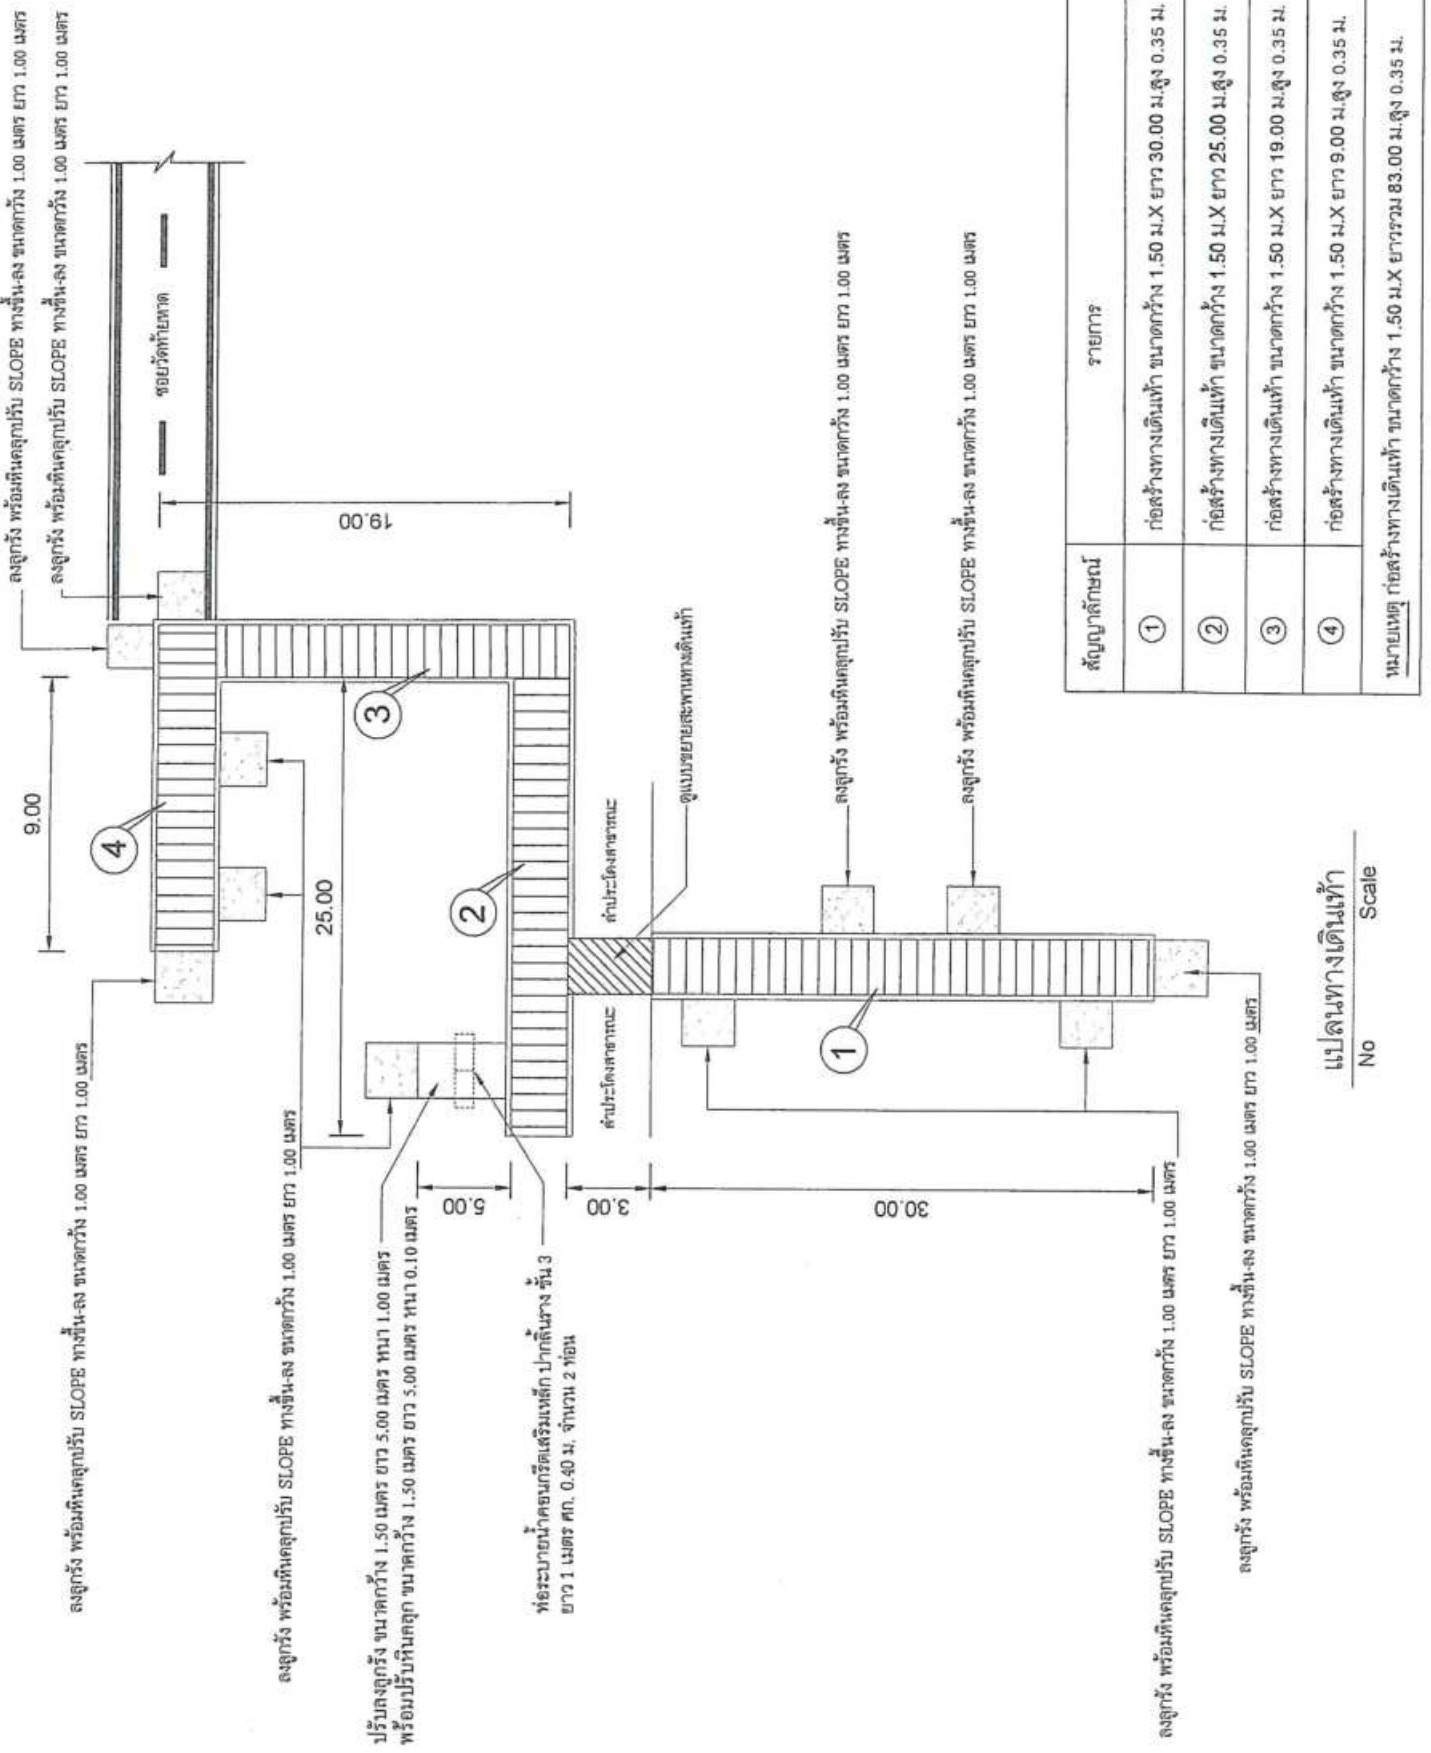 ลงลูกรัง พร้อมหินคลุกปรับ SLOPE ทางขึ้น-ลง ขนาดกว้าง 1.00 เมตร ยาว 1.00 เมตร
ลงลูกรัง พร้อมหินคลุกปรับ SLOPE ทางขึ้น-ลง ขนาดกว้าง 1.00 เมตร ยาว 1.00 เมตร
9.00
ซอยวัดท้ายหาด
19.00
4
3
ลงลูกรัง พร้อมหินคลุกปรับ SLOPE ทางขึ้น-ลง ขนาดกว้าง 1.00 เมตร ยาว 1.00 เมตร
25.00
2
ลงลูกรัง พร้อมหินคลุกปรับ SLOPE ทางขึ้น-ลง ขนาดกว้าง 1.00 เมตร ยาว 1.00 เมตร
ปรับลงลูกรัง ขนาดกว้าง 1.50 เมตร ยาว 5.00 เมตร หนา 1.00 เมตร
พร้อมปรับหินคลุก ขนาดกว้าง 1.50 เมตร ยาว 5.00 เมตร หนา 0.10 เมตร
5.00
ท่อระบายน้ำคอนกรีตเสริมเหล็ก ปากลิ้นราง ชั้น 3
ยาว 1 เมตร ศก. 0.40 ม. จำนวน 2 ท่อน
3.00
ลำประโดงสาธารณะ
ลำประโดงสาธารณะ
ดูแบบขยายสะพานทางเดินเท้า
30.00
1
ลงลูกรัง พร้อมหินคลุกปรับ SLOPE ทางขึ้น-ลง ขนาดกว้าง 1.00 เมตร ยาว 1.00 เมตร
ลงลูกรัง พร้อมหินคลุกปรับ SLOPE ทางขึ้น-ลง ขนาดกว้าง 1.00 เมตร ยาว 1.00 เมตร
ลงลูกรัง พร้อมหินคลุกปรับ SLOPE ทางขึ้น-ลง ขนาดกว้าง 1.00 เมตร ยาว 1.00 เมตร
ลงลูกรัง พร้อมหินคลุกปรับ SLOPE ทางขึ้น-ลง ขนาดกว้าง 1.00 เมตร ยาว 1.00 เมตร
แปลนทางเดินเท้า
No Scale
สัญญาลักษณ์ รายการ
1 ก่อสร้างทางเดินเท้า ขนาดกว้าง 1.50 ม.X ยาว 30.00 ม.สูง 0.35 ม.
2 ก่อสร้างทางเดินเท้า ขนาดกว้าง 1.50 ม.X ยาว 25.00 ม.สูง 0.35 ม.
3 ก่อสร้างทางเดินเท้า ขนาดกว้าง 1.50 ม.X ยาว 19.00 ม.สูง 0.35 ม.
4 ก่อสร้างทางเดินเท้า ขนาดกว้าง 1.50 ม.X ยาว 9.00 ม.สูง 0.35 ม.
หมายเหตุ ก่อสร้างทางเดินเท้า ขนาดกว้าง 1.50 ม.X ยาวรวม 83.00 ม.สูง 0.35 ม.